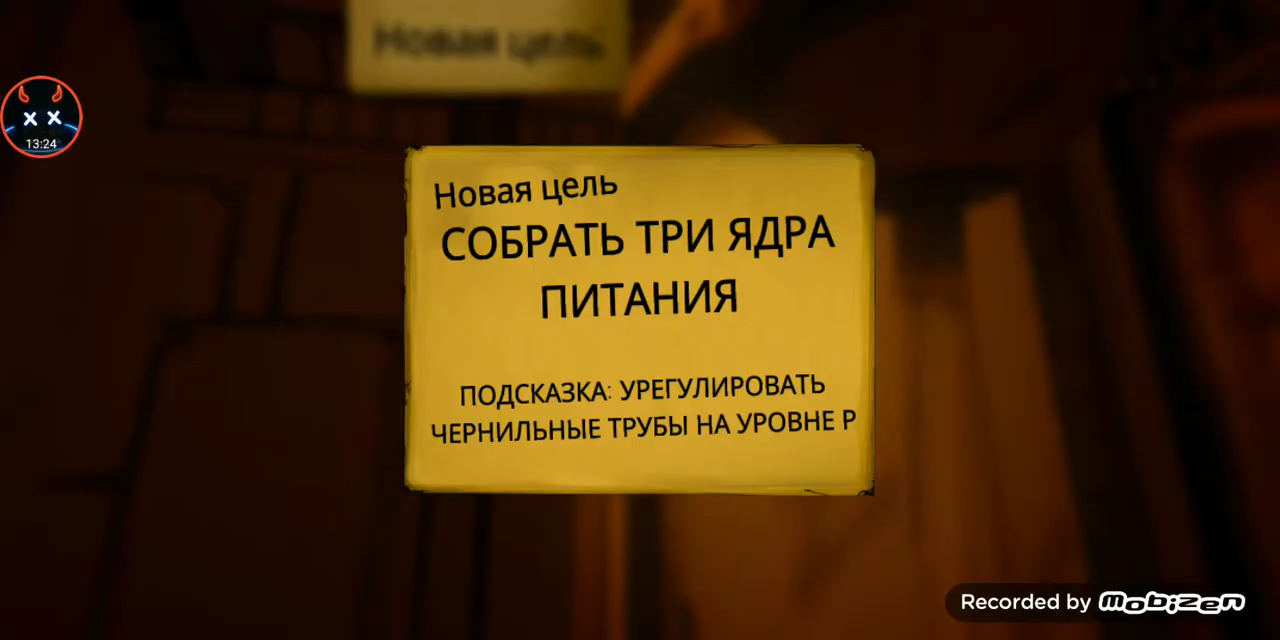 Новая цель
13:24
Новая цель
СОБРАТЬ ТРИ ЯДРА
ПИТАНИЯ
ПОДСКАЗКА: УРЕГУЛИРОВАТЬ
ЧЕРНИЛЬНЫЕ ТРУБЫ НА УРОВНЕ P
Recorded by mobizen